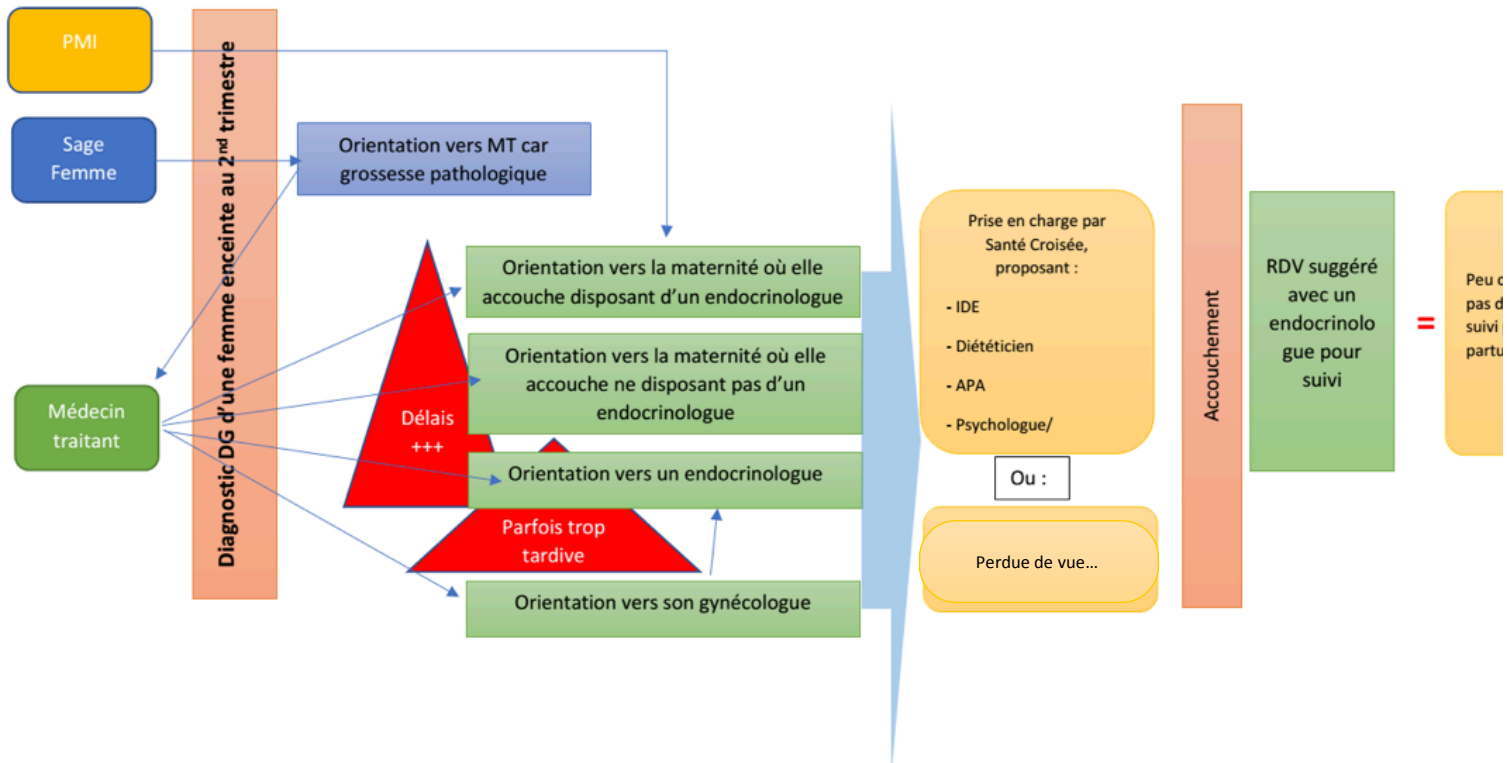 PMI
Sage
Femme
Médecin
traitant
Diagnostic DG d'une femme enceinte au 2nd trimestre
Orientation vers MT car
grossesse pathologique
Délais
+++
Parfois trop
tardive
Orientation vers la maternité où elle
accouche disposant d'un endocrinologue
Orientation vers la maternité où elle
accouche ne disposant pas d'un
endocrinologue
Orientation vers un endocrinologue
Orientation vers son gynécologue
Prise en charge par
Santé Croisée,
proposant :
- IDE
- Diététicien
- APA
- Psychologue/
Ou :
Perdue de vue…
Accouchement
RDV suggéré
avec un
endocrinolo
gue pour
suivi
=
Peu
pas
suivi